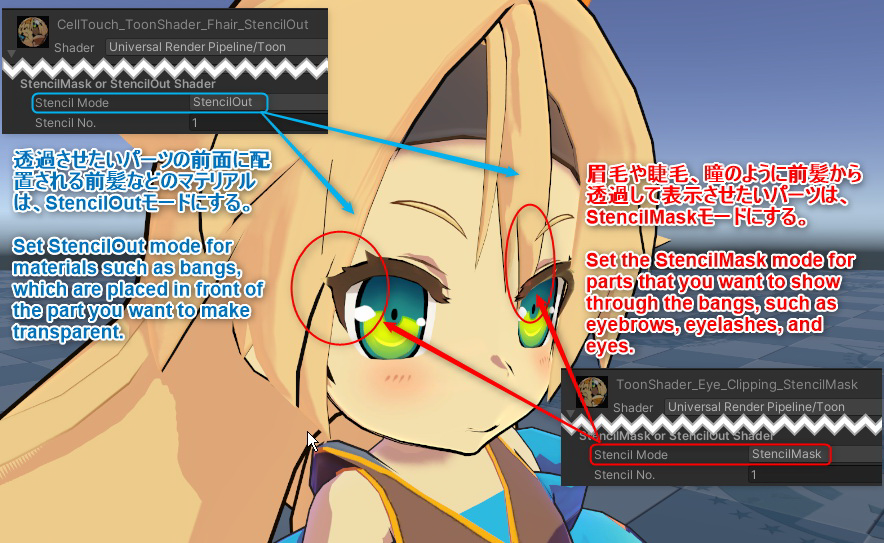 CellTouch_ToonShader_Fhair_StencilOut
Shader Universal Render Pipeline/Toon
StencilMask or StencilOut Shader
Stencil Mode StencilOut
Stencil No. 1
透過させたいパーツの前面に配
置される前髪などのマテリアル
は、StencilOutモードにする。
Set StencilOut mode for
materials such as bangs,
which are placed in front of
the part you want to make
transparent.
眉毛や睫毛、瞳のように前髪から
透過して表示させたいパーツは、
StencilMaskモードにする。
Set the StencilMask mode for
parts that you want to show
through the bangs, such as
eyebrows, eyelashes, and
eyes.
ToonShader_Eye_Clipping_StencilMask
Shader Universal Render Pipeline/Toon
StencilMask or StencilOut Shader
Stencil Mode StencilMask
Stencil No. 1